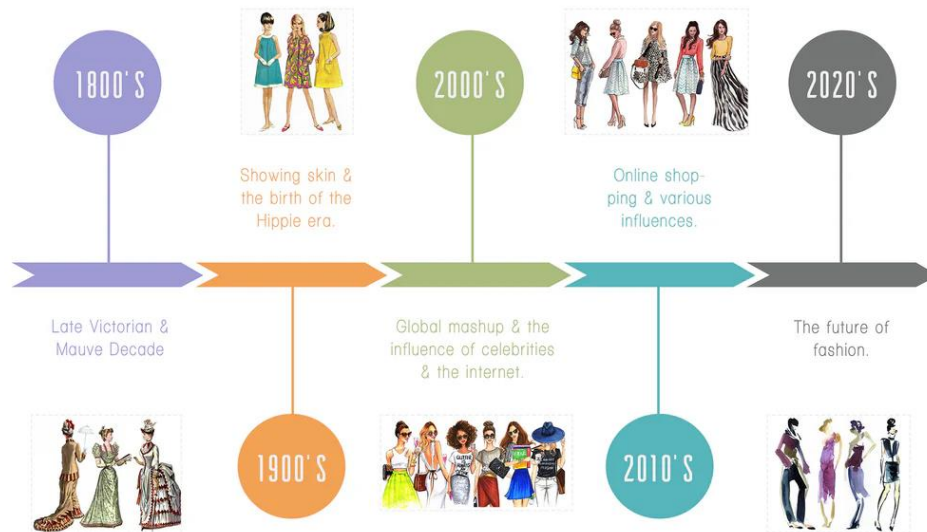 1800'S
Late Victorian &
Mauve Decade
Showing skin &
the birth of the
Hippie era.
1900'S
2000'S
Global mashup & the
influence of celebrities
& the internet.
Online shop-
ping & various
influences.
2010'S
2020'S
The future of
fashion.